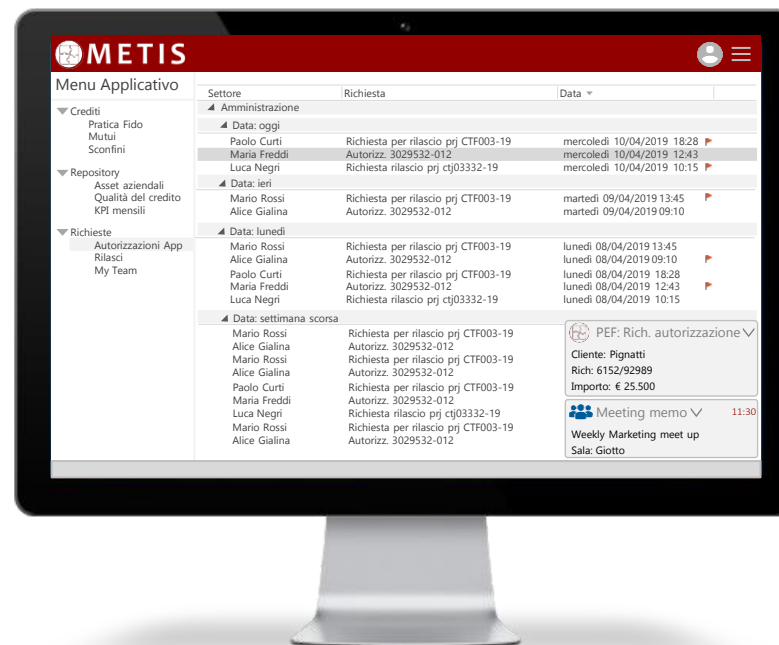 METIS
Menu Applicativo
Crediti
Pratica Fido
Mutui
Sconfini
Repository
Asset aziendali
Qualità del credito
KPI mensili
Richieste
Autorizzazioni App
Rilasci
My Team
Settore Richiesta Data
Amministrazione
Data: oggi
Paolo Curti Richiesta per rilascio prj CTF003-19 mercoledì 10/04/2019 18:28
Maria Freddi Autorizz. 3029532-012 mercoledì 10/04/2019 12:43
Luca Negri Richiesta rilascio prj ctj03332-19 mercoledì 10/04/2019 10:15
Data: ieri
Mario Rossi Richiesta per rilascio prj CTF003-19 martedì 09/04/2019 13:45
Alice Gialina Autorizz. 3029532-012 martedì 09/04/2019 09:10
Data: lunedì
Mario Rossi Richiesta per rilascio prj CTF003-19 lunedì 08/04/2019 13:45
Alice Gialina Autorizz. 3029532-012 lunedì 08/04/2019 09:10
Paolo Curti Richiesta per rilascio prj CTF003-19 lunedì 08/04/2019 18:28
Maria Freddi Autorizz. 3029532-012 lunedì 08/04/2019 12:43
Luca Negri Richiesta rilascio prj ctj03332-19 lunedì 08/04/2019 10:15
Data: settimana scorsa
Mario Rossi Richiesta per rilascio prj CTF003-19
Alice Gialina Autorizz. 3029532-012
Mario Rossi Richiesta per rilascio prj CTF003-19
Alice Gialina Autorizz. 3029532-012
Paolo Curti Richiesta per rilascio prj CTF003-19
Maria Freddi Autorizz. 3029532-012
Luca Negri Richiesta rilascio prj ctj03332-19
Mario Rossi Richiesta per rilascio prj CTF003-19
Alice Gialina Autorizz. 3029532-012
PEF: Rich. autorizzazione
Cliente: Pignatti
Rich: 6152/92989
Importo: € 25.500
Meeting memo 11:30
Weekly Marketing meet up
Sala: Giotto